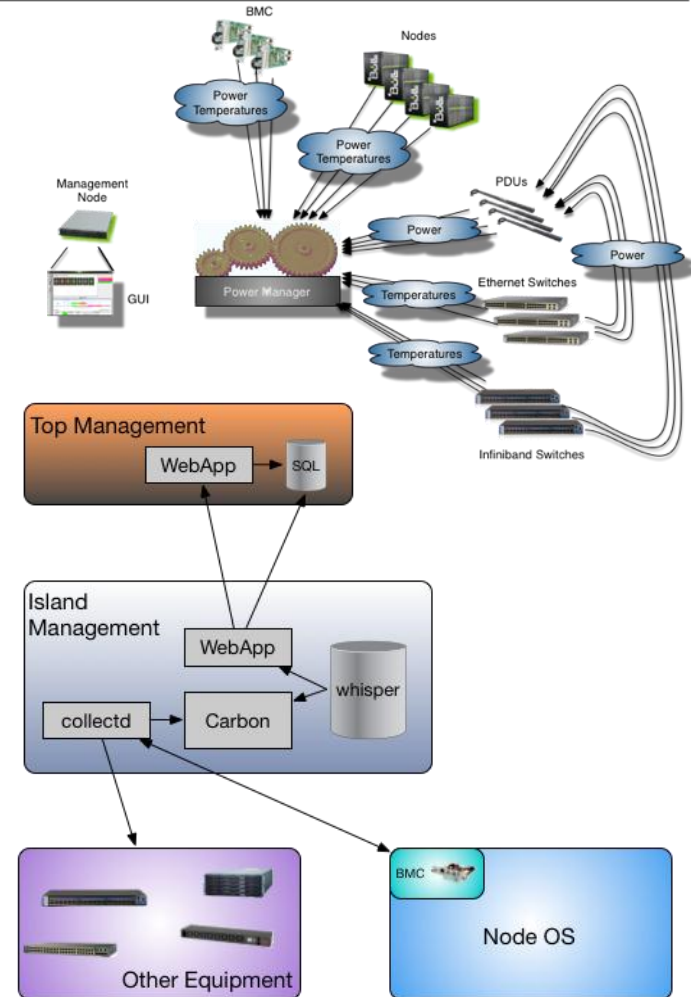 BMC
Nodes
Power
Temperatures
Power
Temperatures
Management
Node
PDUs
Power
Power
GUI
Power Manager
Temperatures
Ethernet Switches
Temperatures
Infiniband Switches
Top Management
WebApp
SQL
Island
Management
WebApp
whisper
collectd
Carbon
BMC
Node OS
Other Equipment